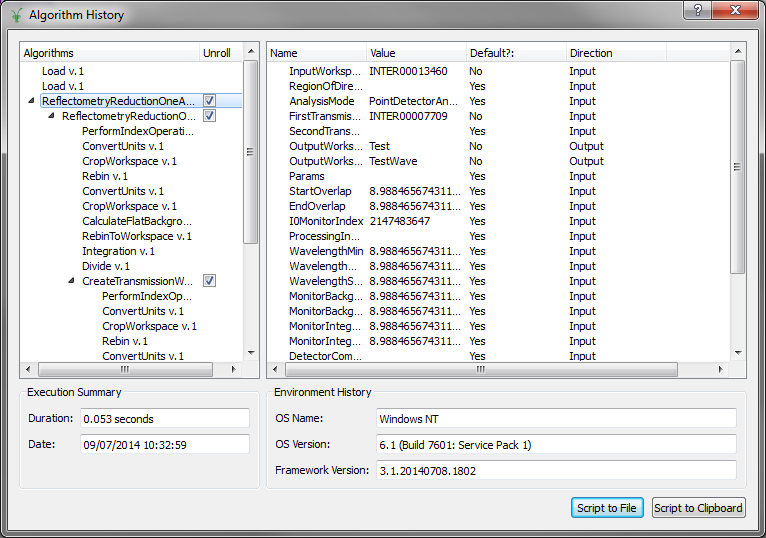 Algorithm History
Algorithms Unroll
Load v.1
Load v.1
ReflectometryReductionOneA...
ReflectometryReductionO...
PerformIndexOperati...
ConvertUnits v.1
CropWorkspace v.1
Rebin v.1
ConvertUnits v.1
CropWorkspace v.1
CalculateFlatBackgro...
RebinToWorkspace v.1
Integration v.1
Divide v.1
CreateTransmissionW...
PerformIndexOp...
ConvertUnits v.1
CropWorkspace v.1
Rebin v.1
ConvertUnits v.1
Name Value Default?: Direction
InputWorksp... INTER00013460 No Input
RegionOfDire... Yes Input
AnalysisMode PointDetectorAn... Yes Input
FirstTransmis... INTER00007709 No Input
SecondTrans... Yes Input
OutputWorks... Test No Output
OutputWorks... TestWave No Output
Params Yes Input
StartOverlap 8.988465674311... Yes Input
EndOverlap 8.988465674311... Yes Input
I0MonitorIndex 2147483647 Yes Input
ProcessingIn... Yes Input
WavelengthMin 8.988465674311... Yes Input
Wavelength... 8.988465674311... Yes Input
WavelengthS... 8.988465674311... Yes Input
MonitorBackg... 8.988465674311... Yes Input
MonitorBackg... 8.988465674311... Yes Input
MonitorInteg... 8.988465674311... Yes Input
MonitorInteg... 8.988465674311... Yes Input
DetectorCom... Yes Input
Execution Summary
Duration: 0.053 seconds
Date: 09/07/2014 10:32:59
Environment History
OS Name: Windows NT
OS Version: 6.1 (Build 7601: Service Pack 1)
Framework Version: 3.1.20140708.1802
Script to File Script to Clipboard